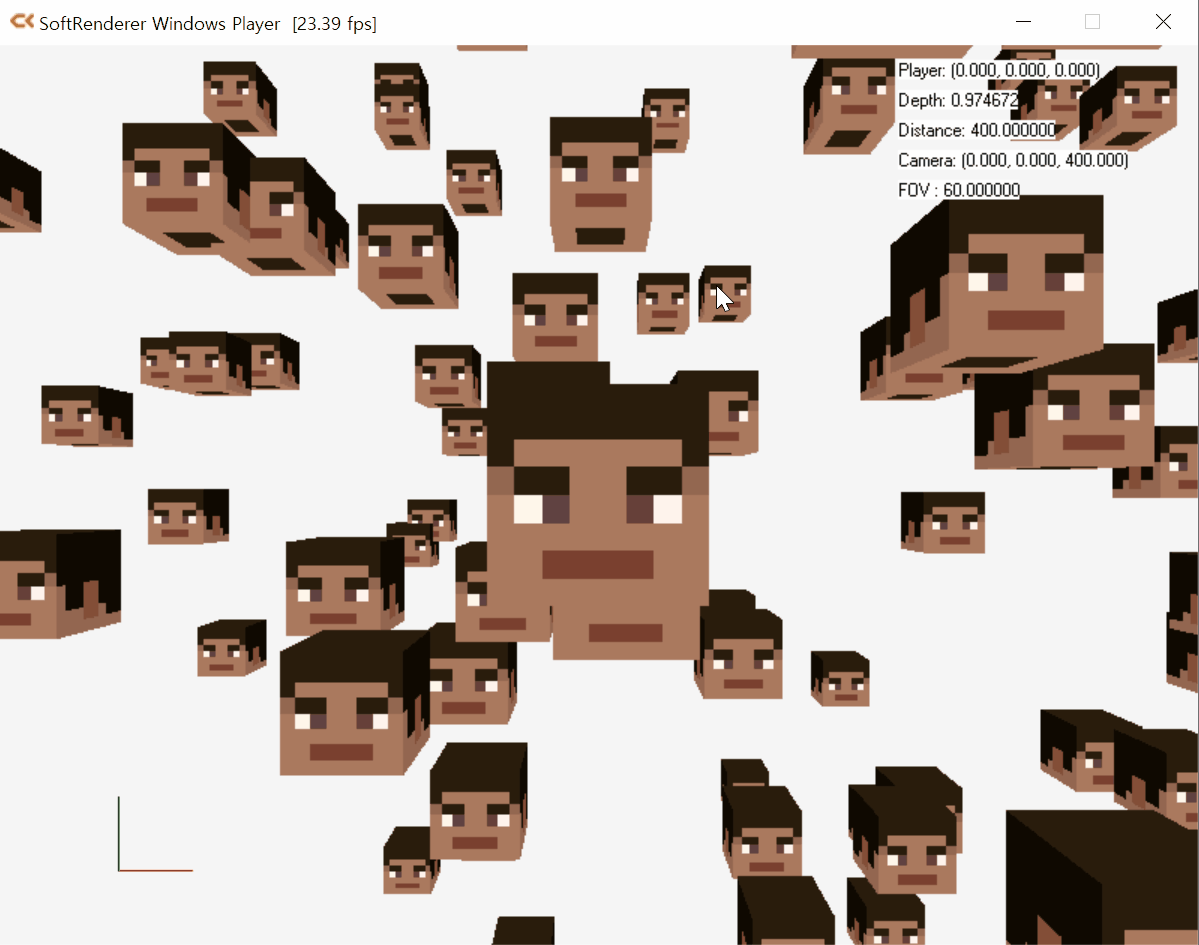 SoftRenderer Windows Player [23.39 fps]
Player: (0.000, 0.000, 0.000)
Depth: 0.974672
Distance: 400.000000
Camera: (0.000, 0.000, 400.000)
FOV : 60.000000